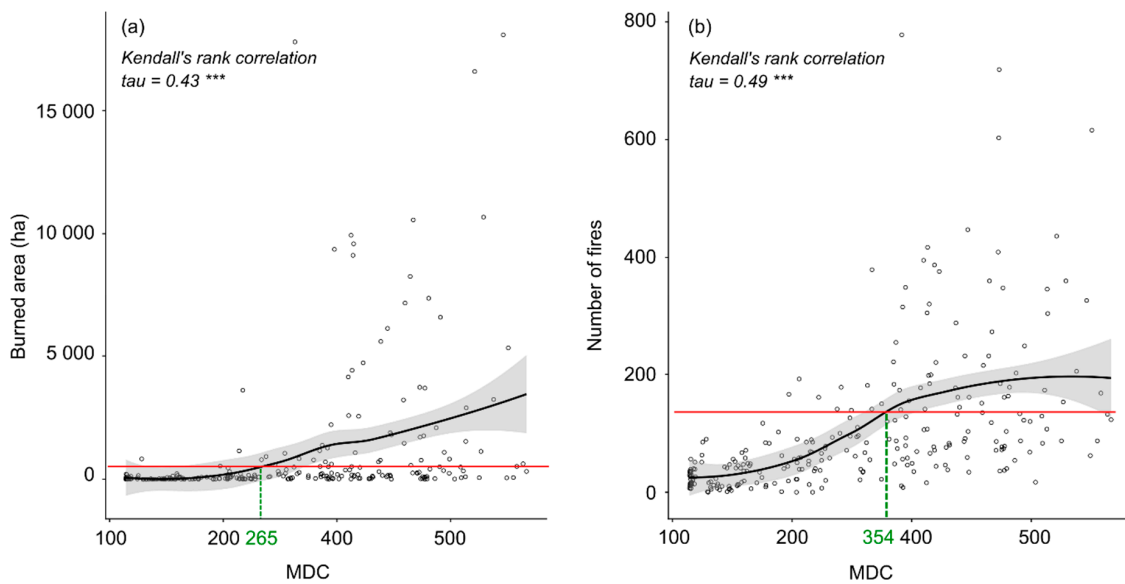 (a)
Kendall's rank correlation
tau = 0.43 ***
15 000
10 000
5 000
0
Burned area (ha)
100 200 265 400 500
MDC
(b)
Kendall's rank correlation
tau = 0.49 ***
800
600
400
200
0
Number of fires
100 200 354 400 500
MDC